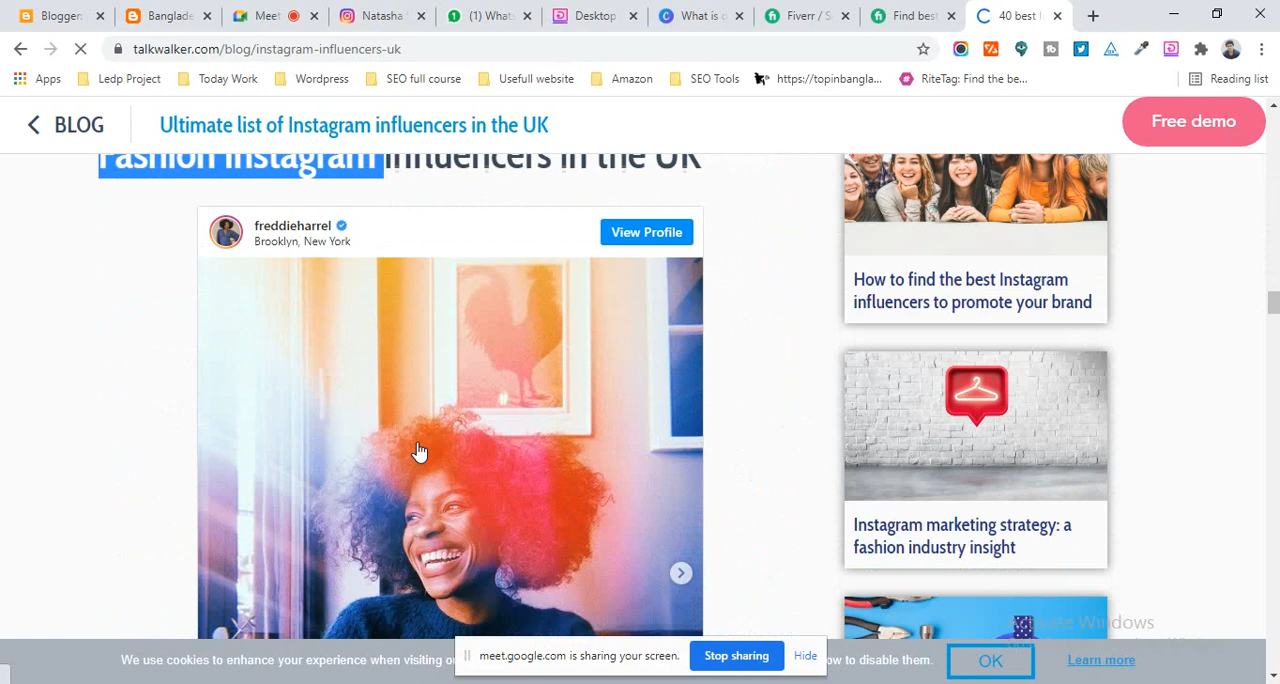 Blogger:
Banglade
Meet
Instagram
Natasha
(1) Whats
Desktop
What is c
Fiverr / S
Find best
40 best I
talkwalker.com/blog/instagram-influencers-uk
Apps
Ledp Project
Today Work
Wordpress
SEO full course
Usefull website
Amazon
SEO Tools
https://topinbangla...
RiteTag: Find the be...
Reading list
BLOG
Ultimate list of Instagram influencers in the UK
Free demo
Fashion Instagram influencers in the UK
freddieharrel
Brooklyn, New York
View Profile
How to find the best Instagram
influencers to promote your brand
Instagram marketing strategy: a
fashion industry insight
Activate Windows
We use cookies to enhance your experience when visiting ou
meet.google.com is sharing your screen.
Stop sharing
Hide
ow to disable them.
OK
Learn more